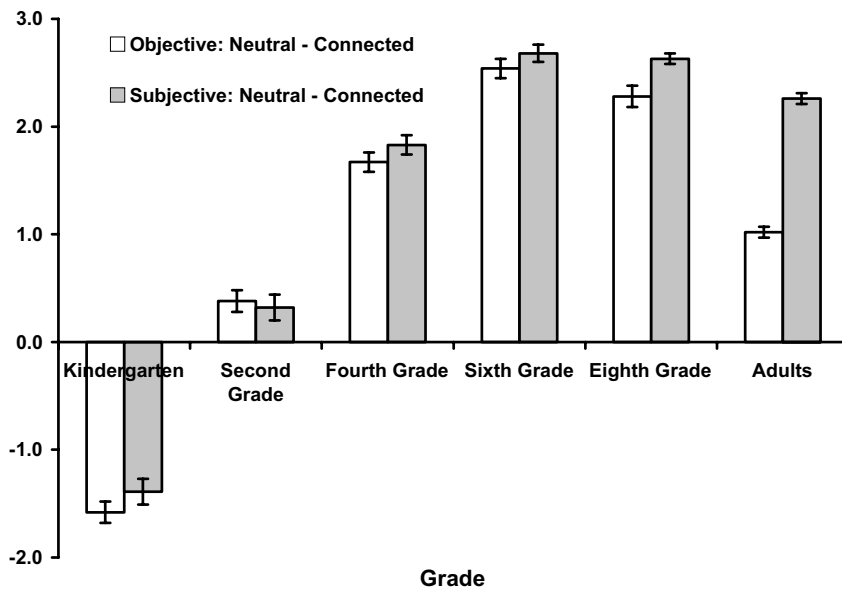 3.0
Objective: Neutral - Connected
Subjective: Neutral - Connected
2.0
1.0
0.0
Kindergarten
Second
Grade
Fourth Grade
Sixth Grade
Eighth Grade
Adults
-1.0
-2.0
Grade